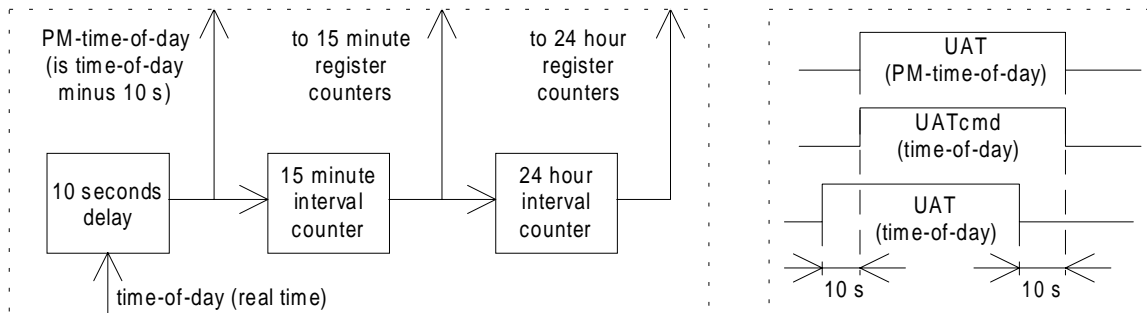 PM-time-of-day
(is time-of-day
minus 10 s)
to 15 minute
register
counters
to 24 hour
register
counters
10 seconds
delay
15 minute
interval
counter
24 hour
interval
counter
time-of-day (real time)
UAT
(PM-time-of-day)
UATcmd
(time-of-day)
UAT
(time-of-day)
10 s
10 s